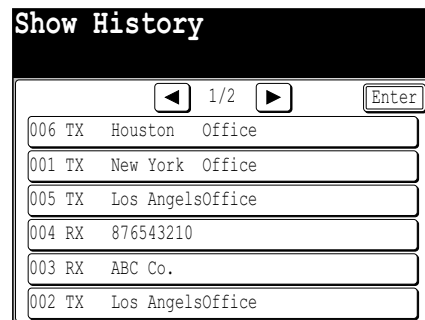 Show History
◀ 1/2 ▶ Enter
006 TX Houston Office
001 TX New York Office
005 TX Los AngelsOffice
004 RX 876543210
003 RX ABC Co.
002 TX Los AngelsOffice